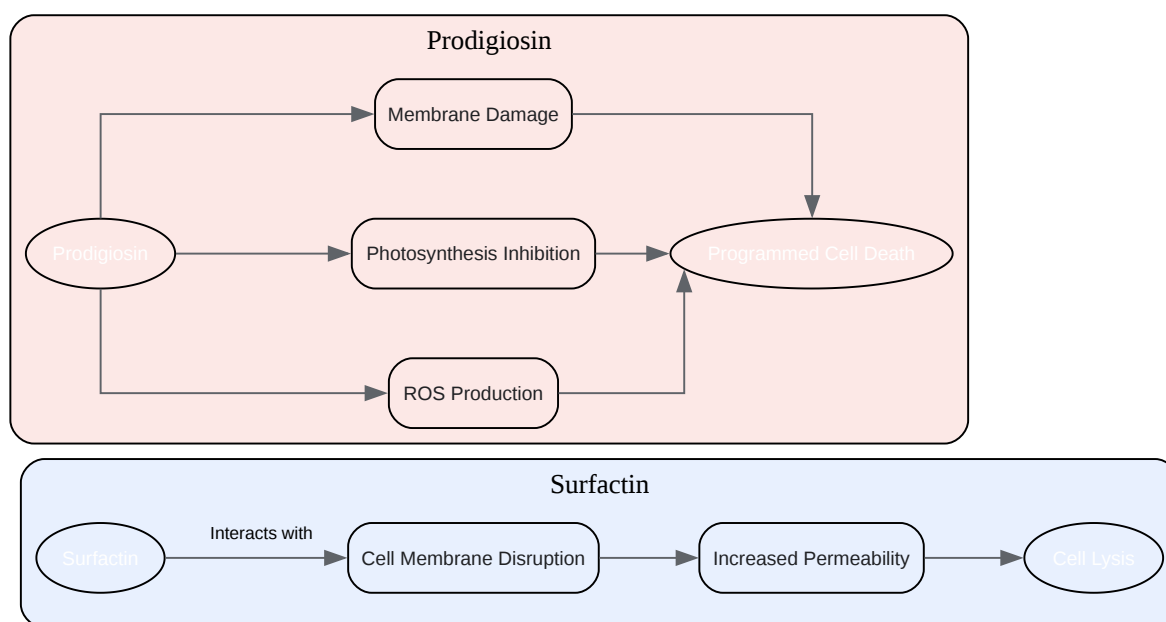 Prodigiosin
Membrane Damage
Prodigiosin
Photosynthesis Inhibition
Programmed Cell Death
ROS Production
Surfactin
Surfactin
Interacts with
Cell Membrane Disruption
Increased Permeability
Cell Lysis